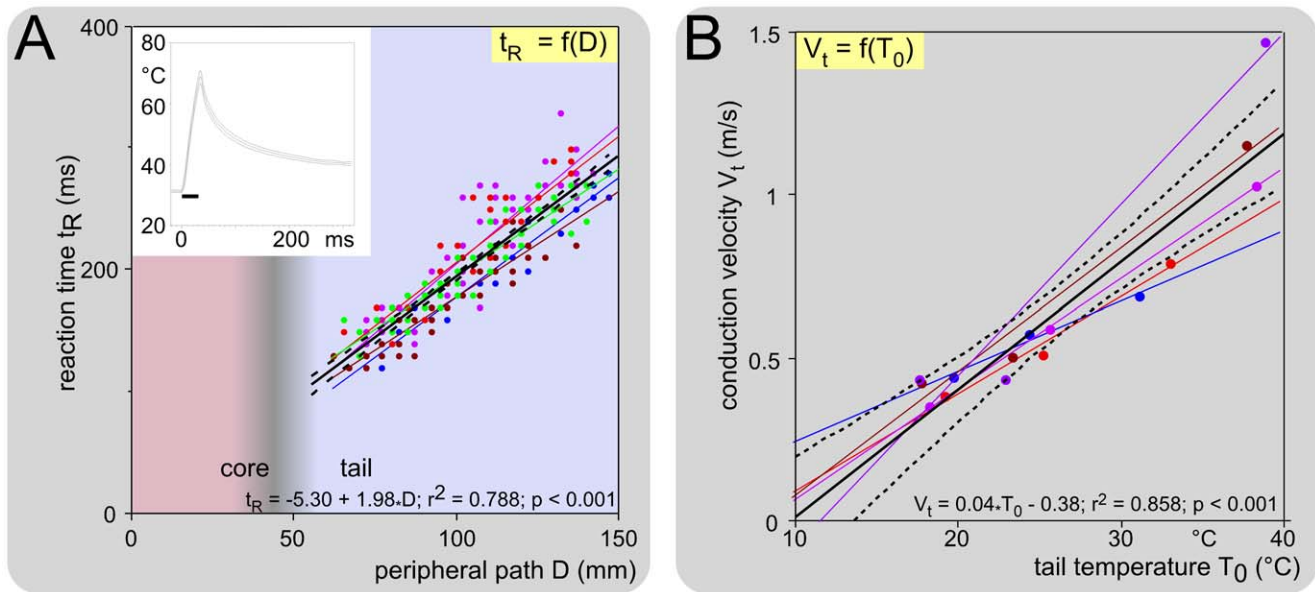 A
t_R = f(D)
400
200
0
reaction time t_R (ms)
80
°C
60
40
20
0
200
ms
core
tail
t_R = -5.30 + 1.98*D; r² = 0.788; p < 0.001
0
50
100
150
peripheral path D (mm)
B
V_t = f(T_0)
1.5
1
0.5
0
conduction velocity V_t (m/s)
V_t = 0.04*T_0 - 0.38; r² = 0.858; p < 0.001
10
20
30
°C
40
tail temperature T_0 (°C)